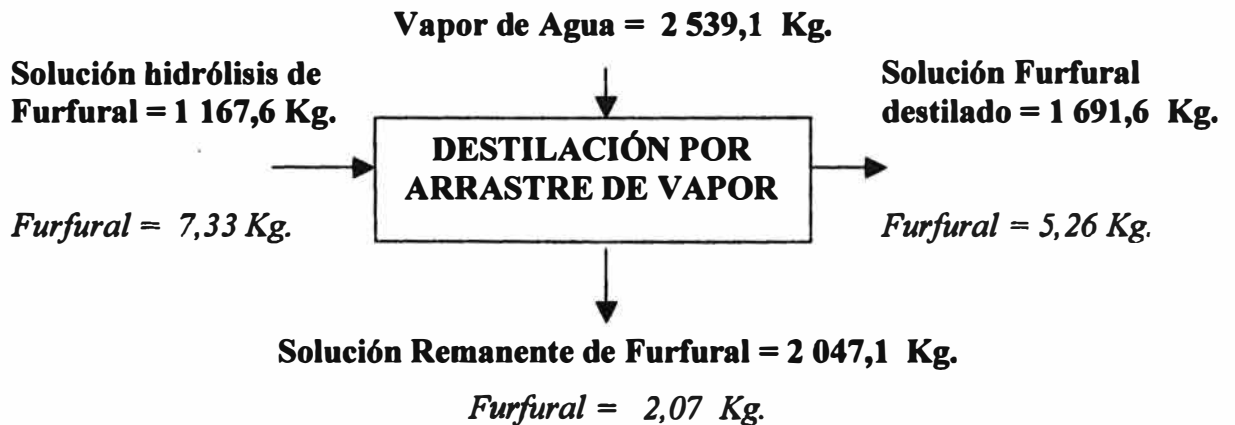 Vapor de Agua = 2 539,1 Kg.
Solución hidrólisis de
Furfural = 1 167,6 Kg.
Solución Furfural
destilado = 1 691,6 Kg.
DESTILACIÓN POR
ARRASTRE DE VAPOR
Furfural = 7,33 Kg.
Furfural = 5,26 Kg.
Solución Remanente de Furfural = 2 047,1 Kg.
Furfural = 2,07 Kg.